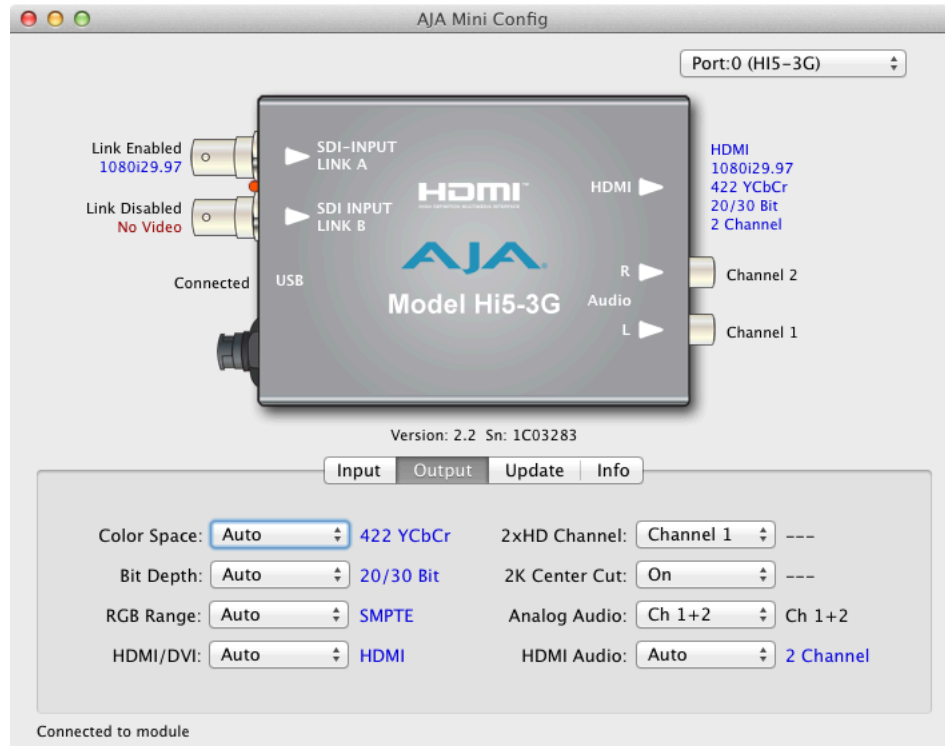 AJA Mini Config
Port:0 (HI5-3G)
Link Enabled
1080i29.97
Link Disabled
No Video
Connected
SDI-INPUT
LINK A
SDI INPUT
LINK B
USB
HDMI™
HIGH-DEFINITION MULTIMEDIA INTERFACE
AJA
Model Hi5-3G
HDMI
R
Audio
L
HDMI
1080i29.97
422 YCbCr
20/30 Bit
2 Channel
Channel 2
Channel 1
Version: 2.2 Sn: 1C03283
Input Output Update Info
Color Space: Auto 422 YCbCr 2xHD Channel: Channel 1 ---
Bit Depth: Auto 20/30 Bit 2K Center Cut: On ---
RGB Range: Auto SMPTE Analog Audio: Ch 1+2 Ch 1+2
HDMI/DVI: Auto HDMI HDMI Audio: Auto 2 Channel
Connected to module